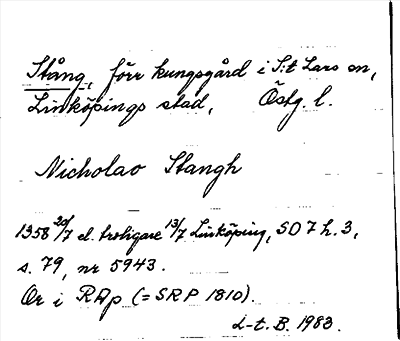 Stång, förr kungsgård i S:t Lars sn,
Linköpings stad, Östg. l.
Nicholao Stangh
1358 20/7 el. troligare 13/7 Linköping, SD 7 h. 3,
s. 79, nr 5943.
Or i RAp (= SRP 1810).
L-t. B. 1983.